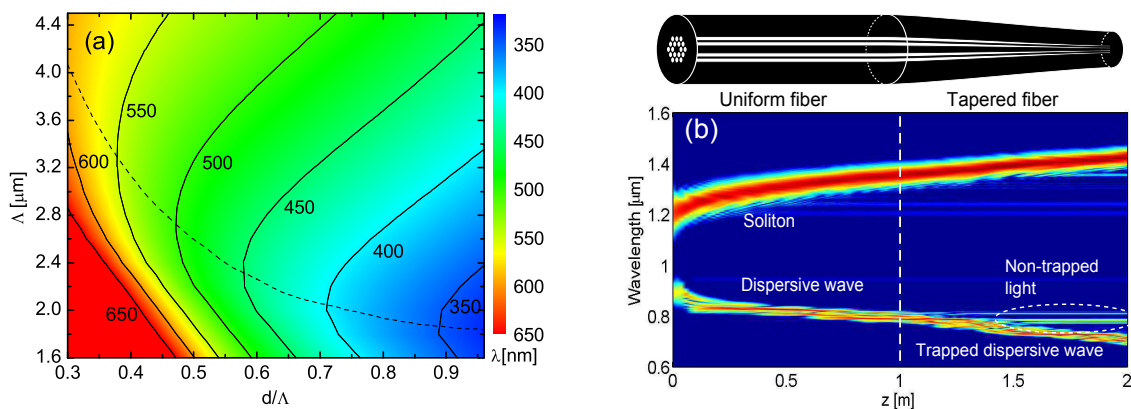 (a)
4.4
4.0
3.6
3.2
2.8
2.4
2.0
1.6
Λ [μm]
0.3 0.4 0.5 0.6 0.7 0.8 0.9
d/Λ
550
600
500
450
400
650
350
350
400
450
500
550
600
650
λ[nm]
Uniform fiber Tapered fiber
(b)
1.6
1.4
1.2
1
0.8
0.6
Wavelength [μm]
Soliton
Dispersive wave
Non-trapped
light
Trapped dispersive wave
0 0.5 1 1.5 2
z [m]